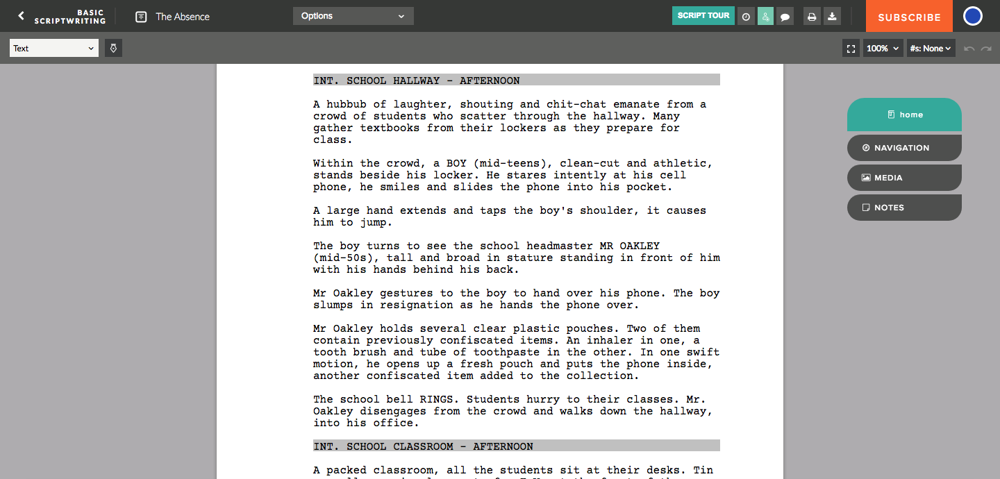 BASIC
SCRIPTWRITING
The Absence
Options
SCRIPT TOUR
SUBSCRIBE
Text
100%
#s: None
INT. SCHOOL HALLWAY - AFTERNOON
A hubbub of laughter, shouting and chit-chat emanate from a
crowd of students who scatter through the hallway. Many
gather textbooks from their lockers as they prepare for
class.
Within the crowd, a BOY (mid-teens), clean-cut and athletic,
stands beside his locker. He stares intently at his cell
phone, he smiles and slides the phone into his pocket.
A large hand extends and taps the boy's shoulder, it causes
him to jump.
The boy turns to see the school headmaster MR OAKLEY
(mid-50s), tall and broad in stature standing in front of him
with his hands behind his back.
Mr Oakley gestures to the boy to hand over his phone. The boy
slumps in resignation as he hands the phone over.
Mr Oakley holds several clear plastic pouches. Two of them
contain previously confiscated items. An inhaler in one, a
tooth brush and tube of toothpaste in the other. In one swift
motion, he opens up a fresh pouch and puts the phone inside,
another confiscated item added to the collection.
The school bell RINGS. Students hurry to their classes. Mr.
Oakley disengages from the crowd and walks down the hallway,
into his office.
INT. SCHOOL CLASSROOM - AFTERNOON
A packed classroom, all the students sit at their desks. Tin
home
NAVIGATION
MEDIA
NOTES